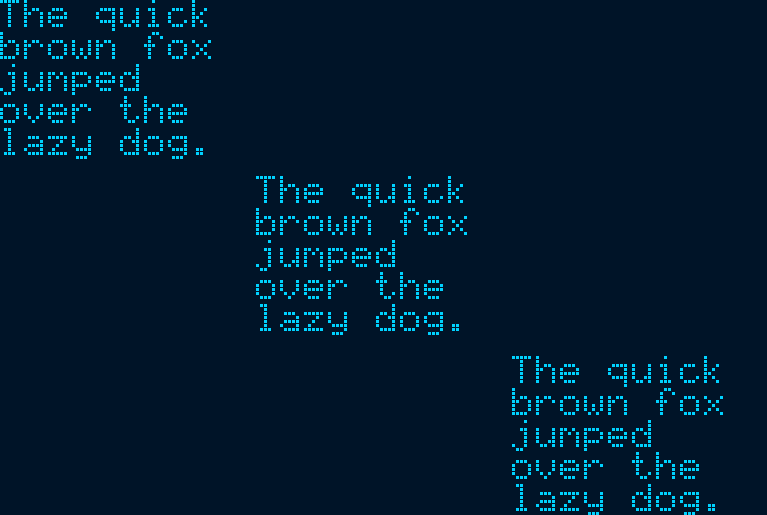 The quick
brown fox
jumped
over the
lazy dog.
The quick
brown fox
jumped
over the
lazy dog.
The quick
brown fox
jumped
over the
lazy dog.